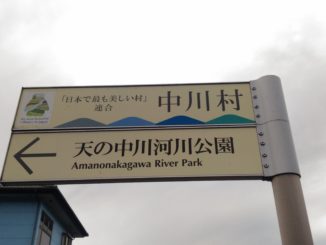 「日本で最も美しい村」
連合
中川村
天の中川河川公園
Amanonakagawa River Park